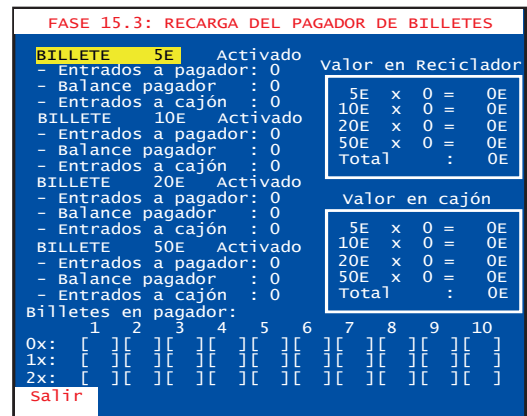 FASE 15.3: RECARGA DEL PAGADOR DE BILLETES
BILLETE 5E Activado
- Entrados a pagador: 0
- Balance pagador : 0
- Entrados a cajón : 0
BILLETE 10E Activado
- Entrados a pagador: 0
- Balance pagador : 0
- Entrados a cajón : 0
BILLETE 20E Activado
- Entrados a pagador: 0
- Balance pagador : 0
- Entrados a cajón : 0
BILLETE 50E Activado
- Entrados a pagador: 0
- Balance pagador : 0
- Entrados a cajón : 0
Valor en Reciclador
5E x 0 = 0E
10E x 0 = 0E
20E x 0 = 0E
50E x 0 = 0E
Total : 0E
Valor en cajón
5E x 0 = 0E
10E x 0 = 0E
20E x 0 = 0E
50E x 0 = 0E
Total : 0E
Billetes en pagador:
1 2 3 4 5 6 7 8 9 10
0x: [ ][ ][ ][ ][ ][ ][ ][ ][ ][ ]
1x: [ ][ ][ ][ ][ ][ ][ ][ ][ ][ ]
2x: [ ][ ][ ][ ][ ][ ][ ][ ][ ][ ]
Salir